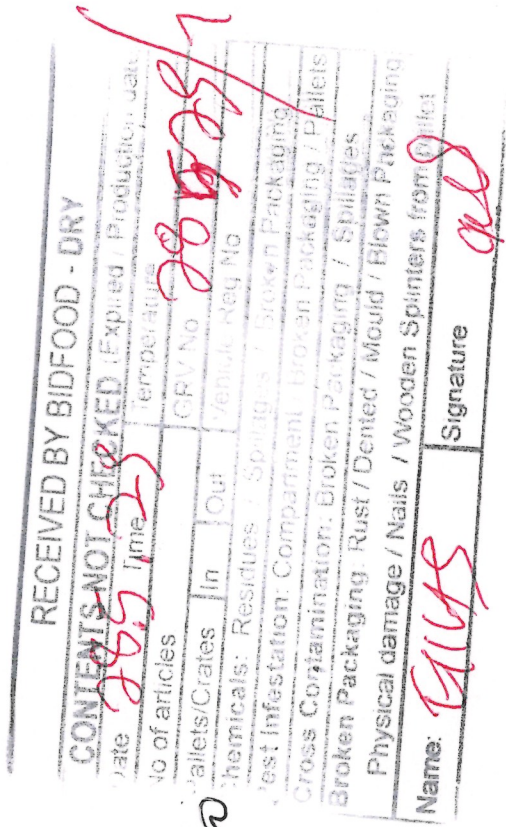 RECEIVED BY BIDFOOD - DRY
CONTENTS NOT CHECKED Expired / Production date
ate Time Temperature
No of articles GRV No
allets/Crates In Out Vehicle Reg No
hemicals: Residues Spillages Broken Packaging
est Infestation Compartment Broken Packaging / Pallets
Cross Contamination: Broken Packaging / Spillages
Broken Packaging Rust / Dented / Mould / Blown Packaging
Physical damage / Nails / Wooden Splinters from pallet
Name: Signature